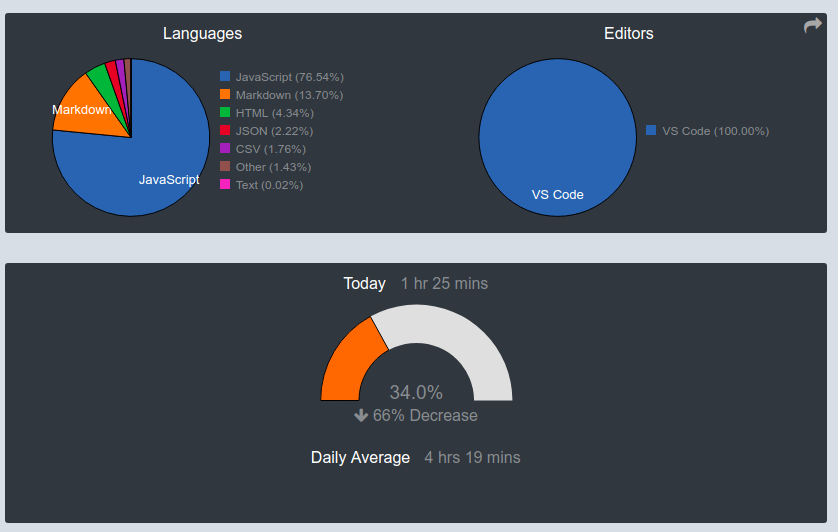 Languages
Markdown
JavaScript
JavaScript (76.54%)
Markdown (13.70%)
HTML (4.34%)
JSON (2.22%)
CSV (1.76%)
Other (1.43%)
Text (0.02%)
Editors
VS Code
VS Code (100.00%)
Today 1 hr 25 mins
34.0%
66% Decrease
Daily Average 4 hrs 19 mins